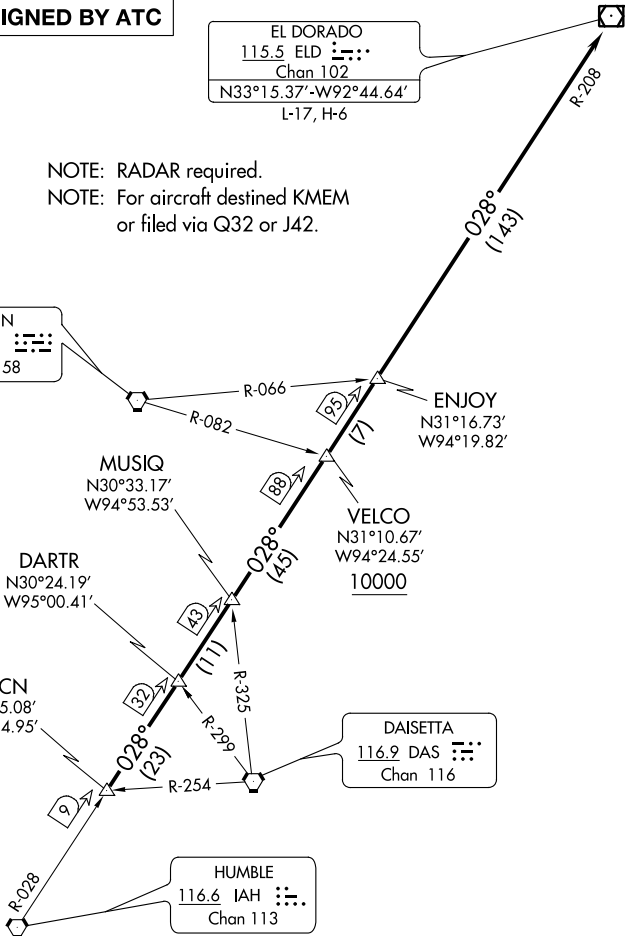 IGNED BY ATC
EL DORADO
115.5 ELD
Chan 102
N33°15.37′-W92°44.64′
L-17, H-6
R-208
NOTE: RADAR required.
NOTE: For aircraft destined KMEM
or filed via Q32 or J42.
028°
(143)
N
58
R-066
R-082
95
(7)
ENJOY
N31°16.73′
W94°19.82′
88
VELCO
N31°10.67′
W94°24.55′
10000
MUSIQ
N30°33.17′
W94°53.53′
028°
(45)
DARTR
N30°24.19′
W95°00.41′
43
(11)
R-325
32
R-299
CN
5.08′
4.95′
028°
(23)
R-254
DAISETTA
116.9 DAS
Chan 116
9
R-028
HUMBLE
116.6 IAH
Chan 113